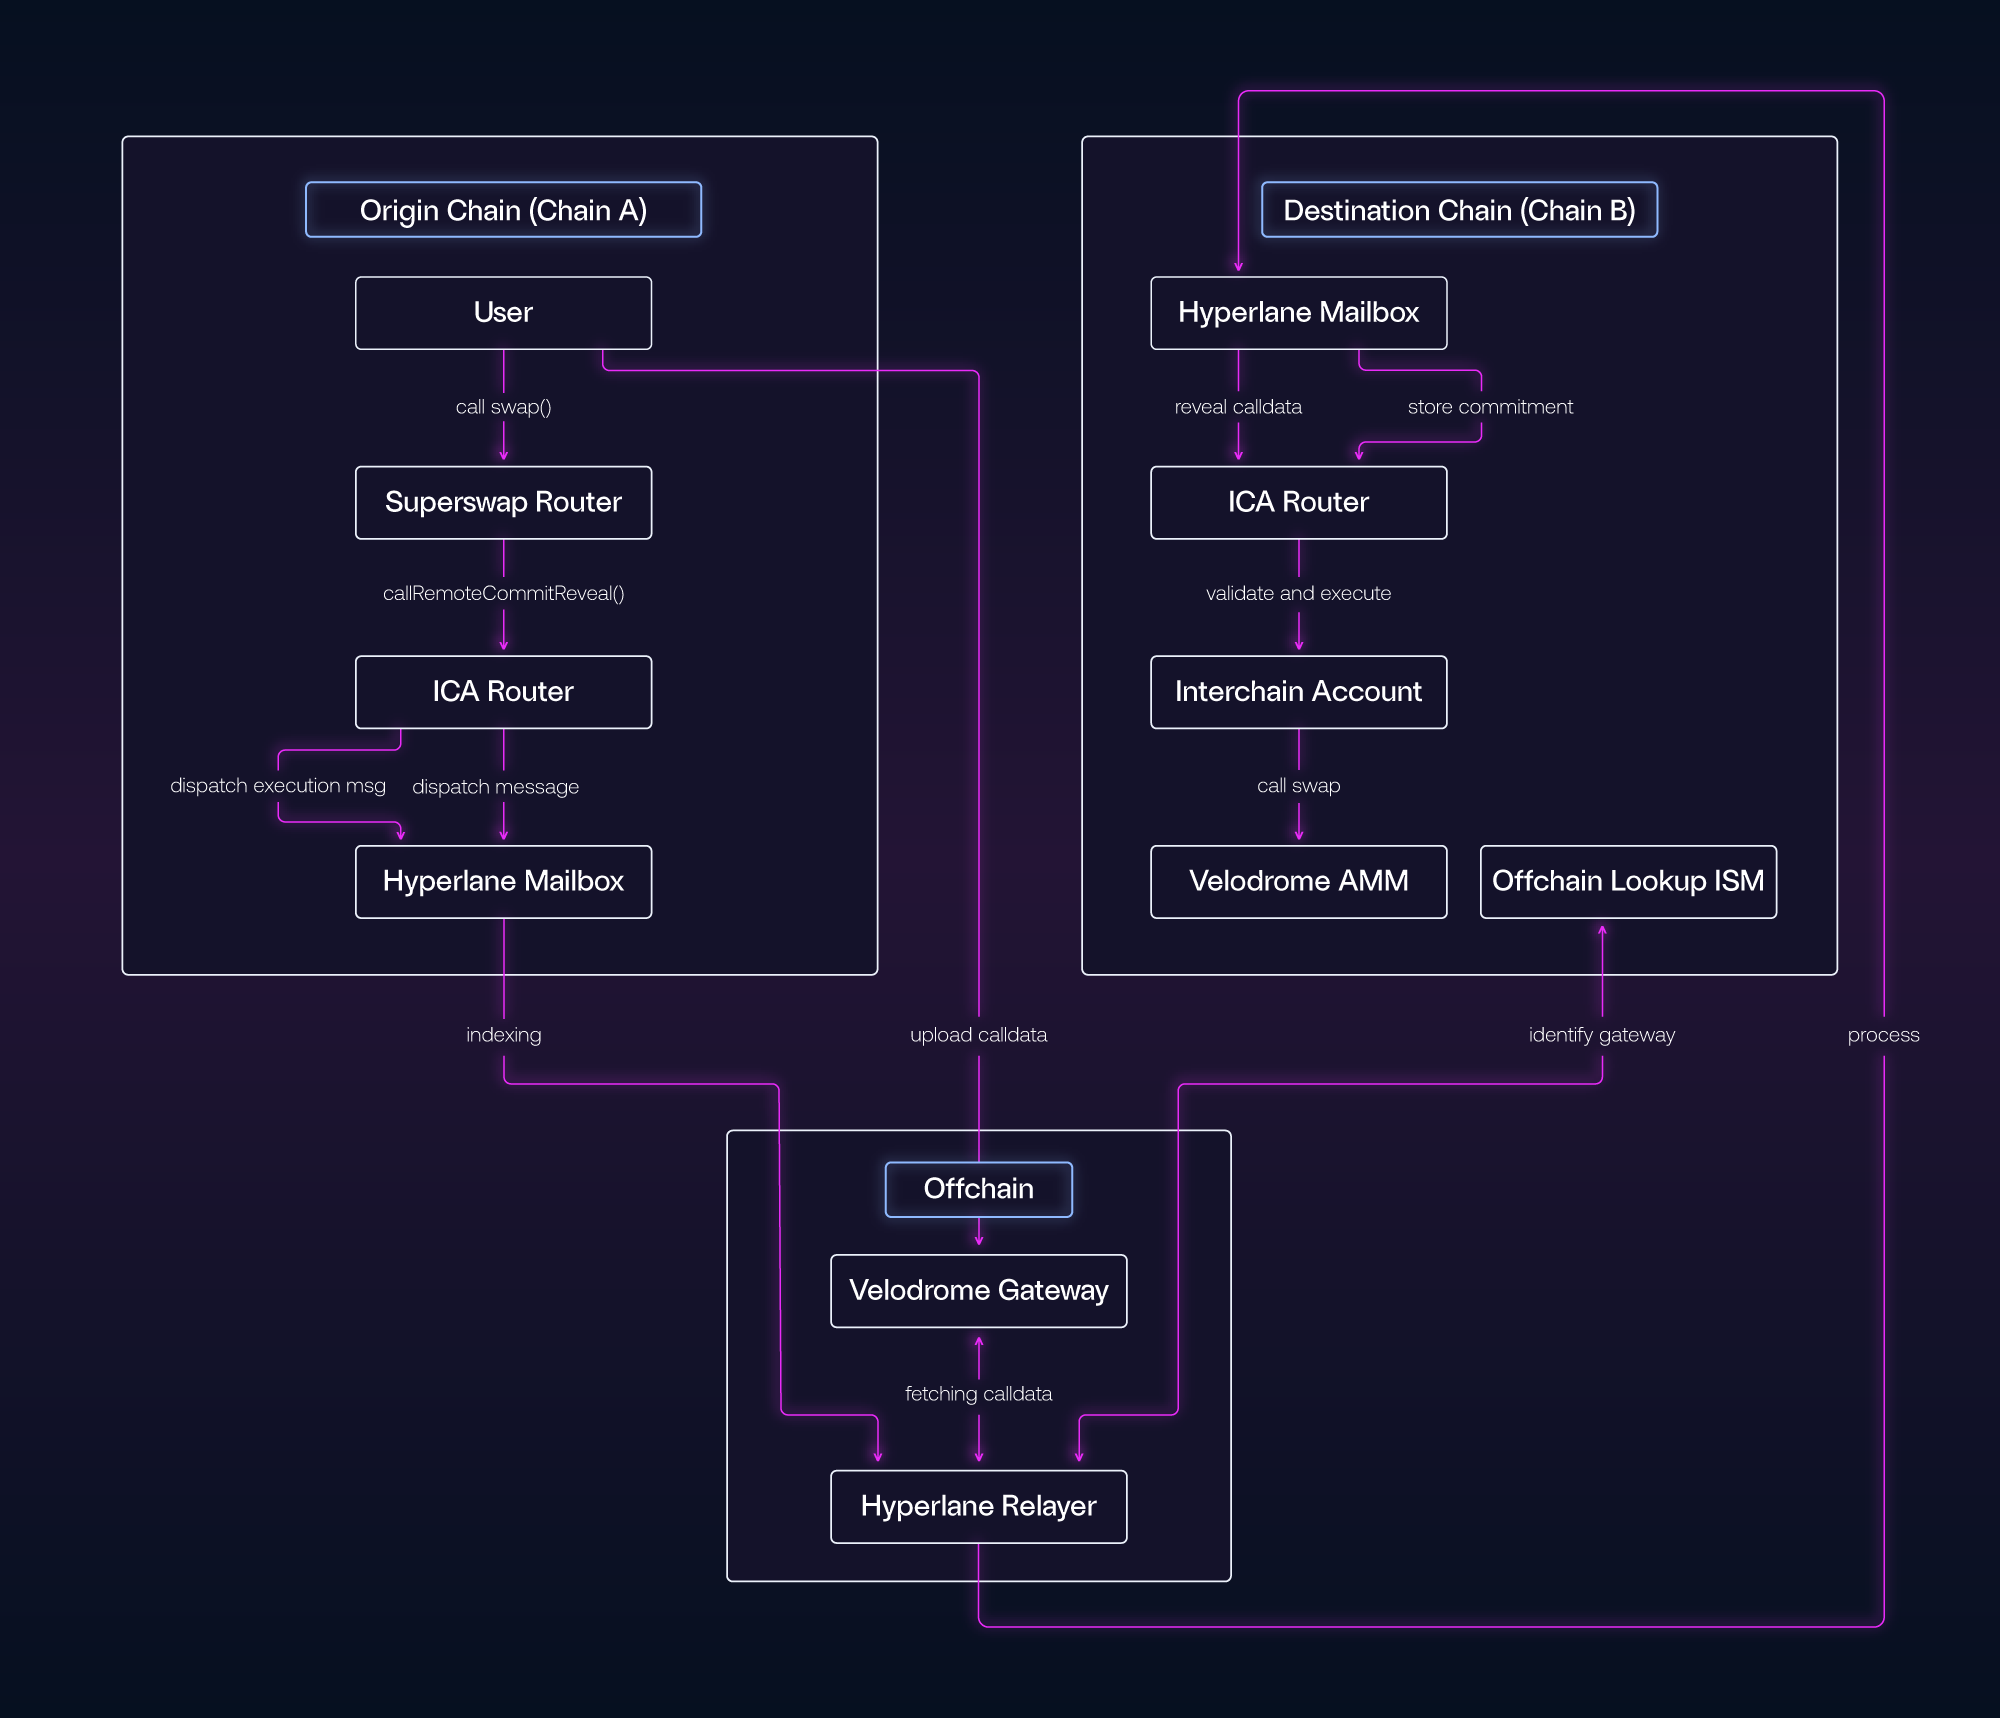 Origin Chain (Chain A)
User
call swap()
Superswap Router
callRemoteCommitReveal()
ICA Router
dispatch execution msg
dispatch message
Hyperlane Mailbox
indexing
upload calldata
Destination Chain (Chain B)
Hyperlane Mailbox
reveal calldata
store commitment
ICA Router
validate and execute
Interchain Account
call swap
Velodrome AMM
Offchain Lookup ISM
identify gateway
process
Offchain
Velodrome Gateway
fetching calldata
Hyperlane Relayer